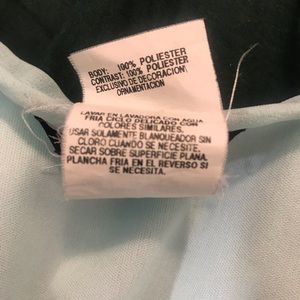 BODY: 100% POLIESTER
CONTRAST: 100% POLIESTER
EXCLUSIVO DE DECORACION/
ORNAMENTACION
LAVAR EN LAVADORA CON AGUA
FRIA CICLO DELICADO CON
COLORES SIMILARES.
USAR SOLAMENTE BLANQUEADOR SIN
CLORO CUANDO SE NECESITE.
SECAR SOBRE SUPERFICIE PLANA.
PLANCHA FRIA EN EL REVERSO SI
SE NECESITA.